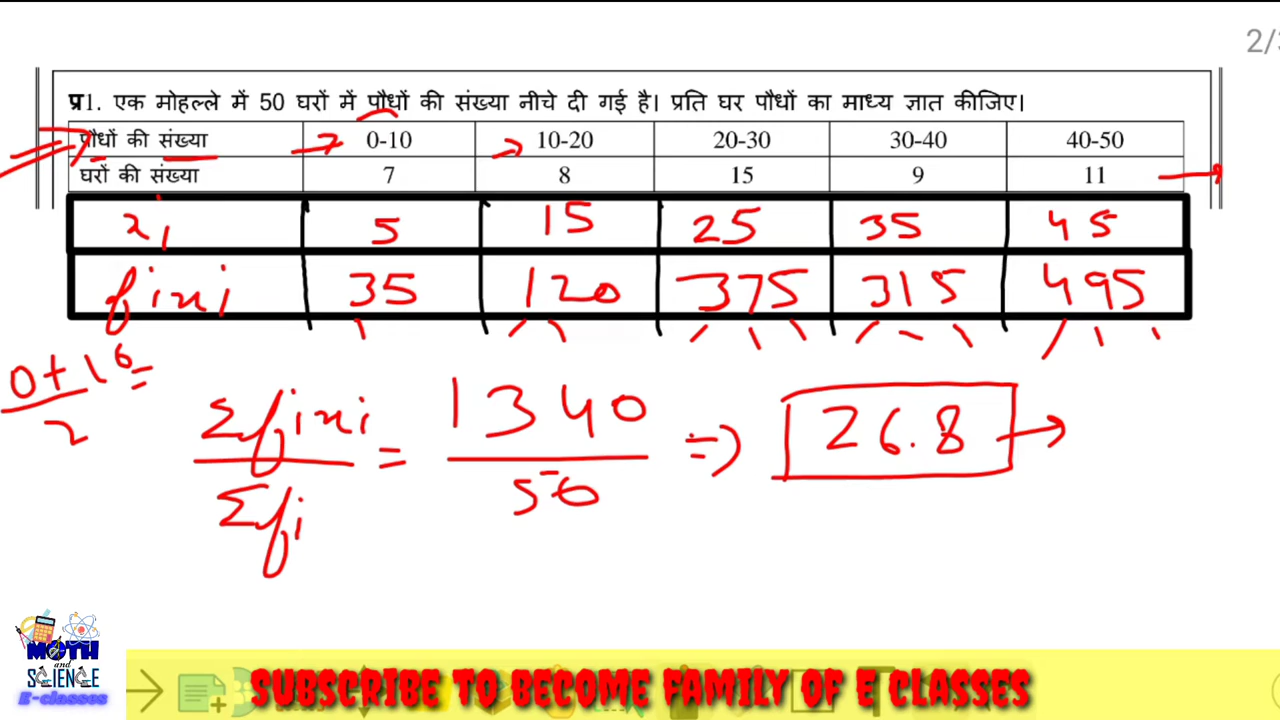 2/3
प्र1. एक मोहल्ले में 50 घरों में पौधों की संख्या नीचे दी गई है। प्रति घर पौधों का माध्य ज्ञात कीजिए।
पौधों की संख्या 0-10 10-20 20-30 30-40 40-50
घरों की संख्या 7 8 15 9 11
xi 5 15 25 35 45
fixi 35 120 375 315 495
0+10/2 =
Σfixi/Σfi = 1340/50 ⇒ 26.8 →
MATH
and
SCIENCE
E-classes
SUBSCRIBE TO BECOME FAMILY OF E CLASSES